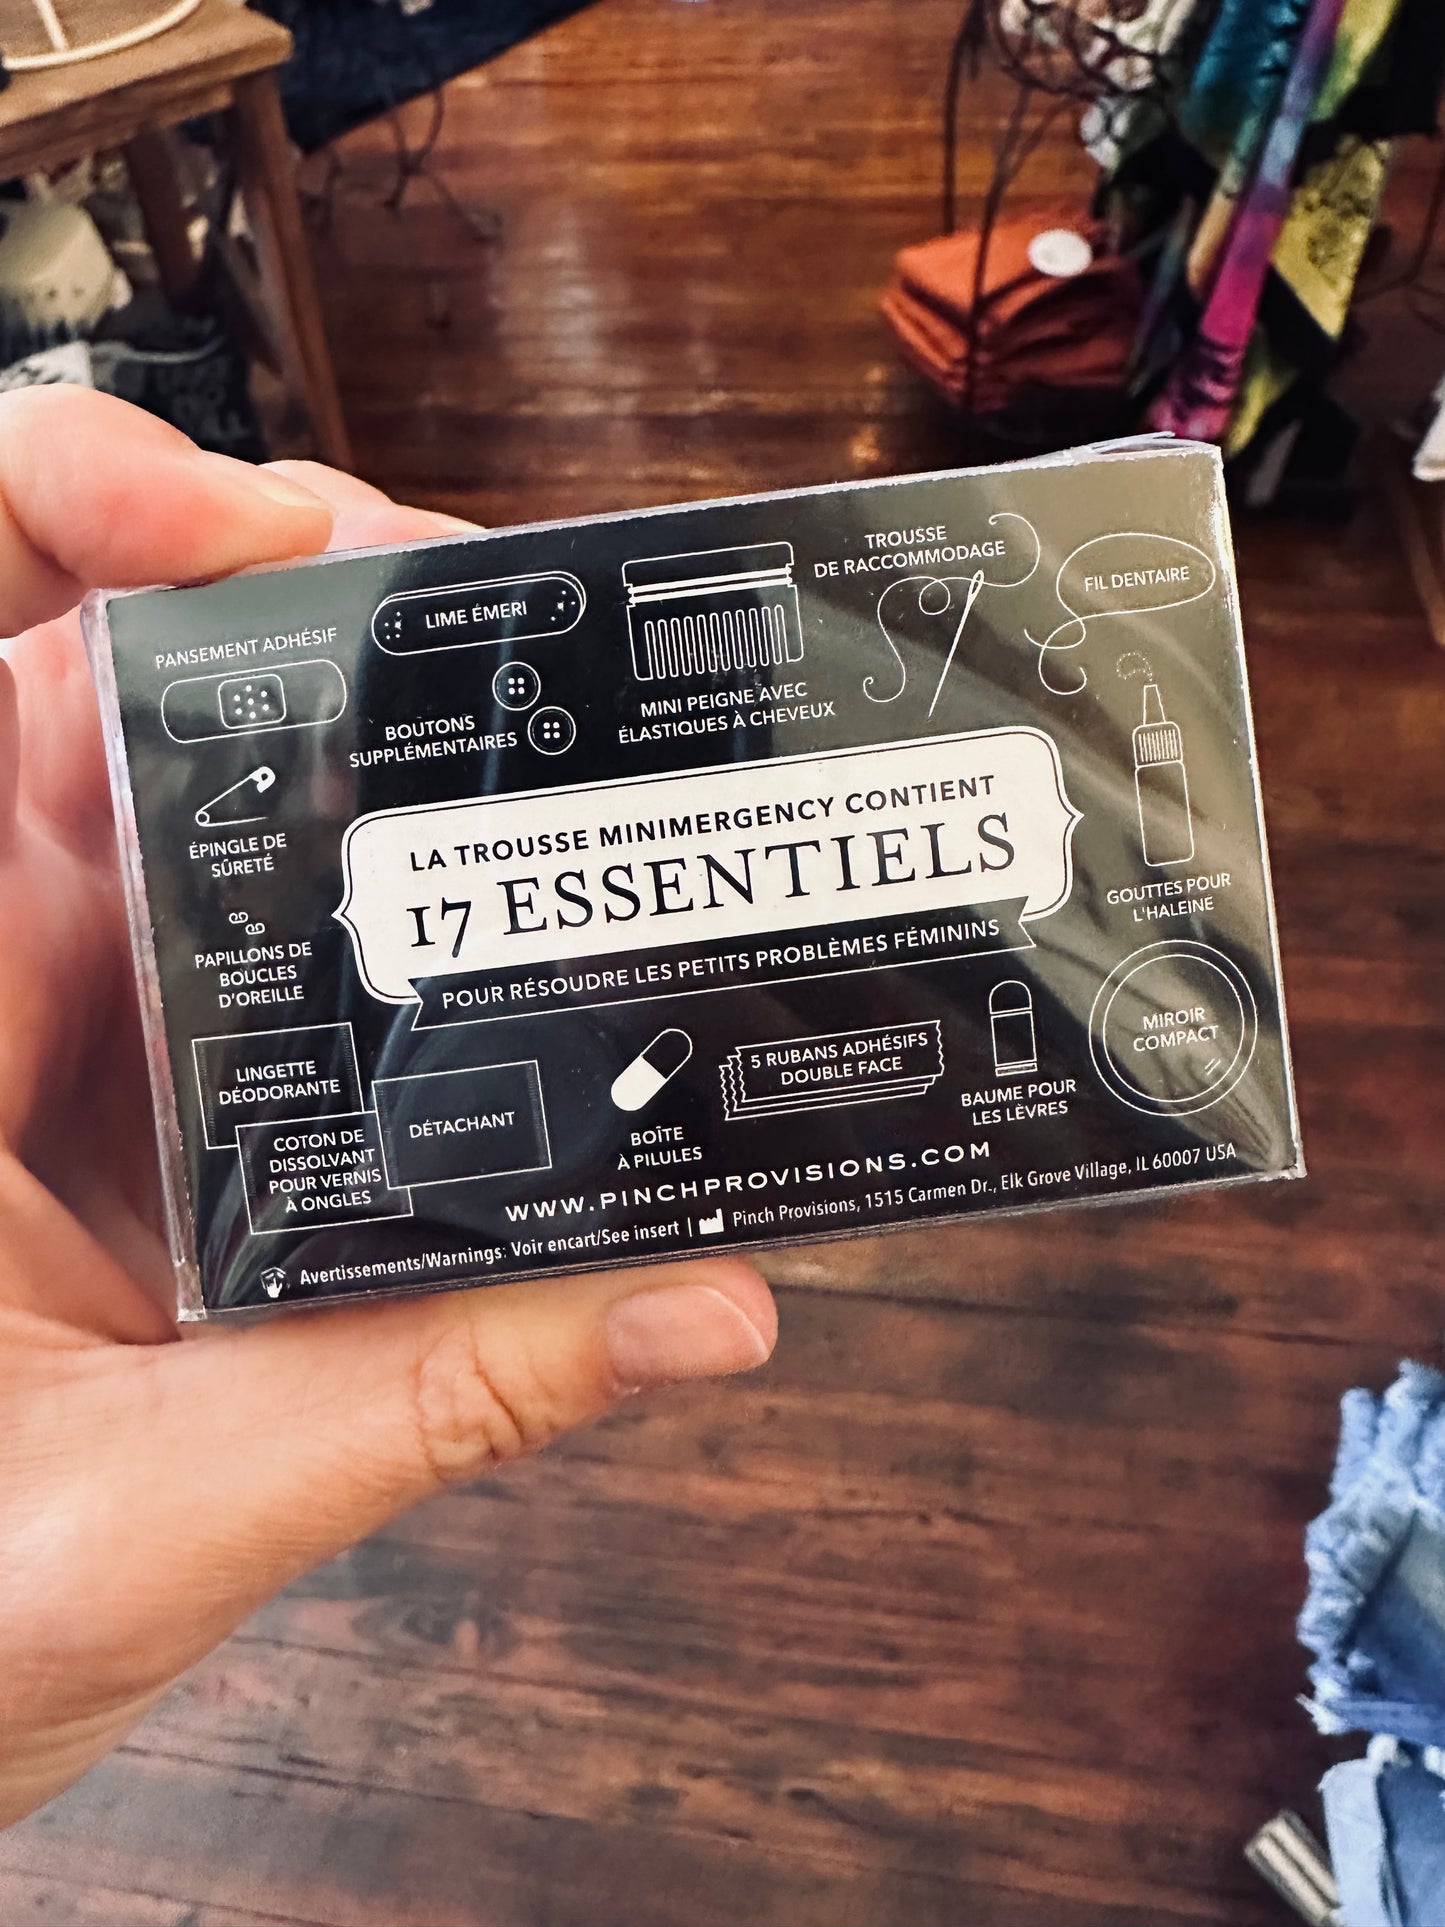 TROUSSE
DE RACCOMMODAGE
FIL DENTAIRE
LIME ÉMERI
PANSEMENT ADHÉSIF
BOUTONS
SUPPLÉMENTAIRES
MINI PEIGNE AVEC
ÉLASTIQUES À CHEVEUX
ÉPINGLE DE
SÛRETÉ
LA TROUSSE MINIMERGENCY CONTIENT
17 ESSENTIELS
POUR RÉSOUDRE LES PETITS PROBLÈMES FÉMININS
GOUTTES POUR
L'HALEINE
PAPILLONS DE
BOUCLES
D'OREILLE
LINGETTE
DÉODORANTE
COTON DE
DISSOLVANT
POUR VERNIS
À ONGLES
DÉTACHANT
BOÎTE
À PILULES
5 RUBANS ADHÉSIFS
DOUBLE FACE
BAUME POUR
LES LÈVRES
MIROIR
COMPACT
WWW.PINCHPROVISIONS.COM
Avertissements/Warnings: Voir encart/See insert | Pinch Provisions, 1515 Carmen Dr., Elk Grove Village, IL 60007 USA